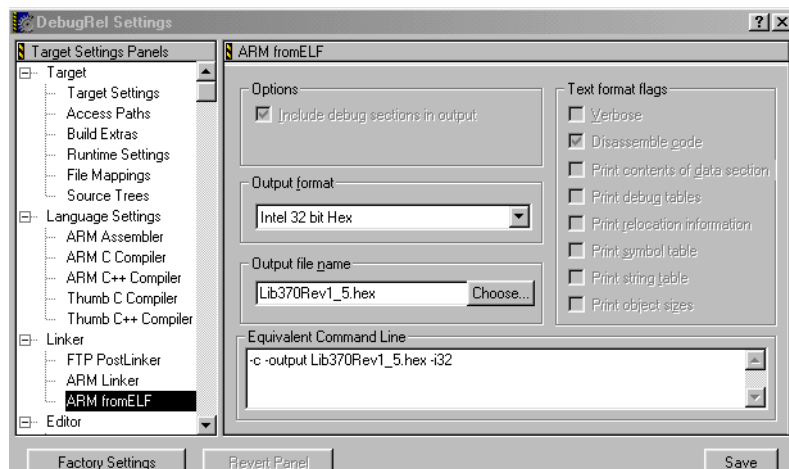 DebugRel Settings
Target Settings Panels
Target
Target Settings
Access Paths
Build Extras
Runtime Settings
File Mappings
Source Trees
Language Settings
ARM Assembler
ARM C Compiler
ARM C++ Compiler
Thumb C Compiler
Thumb C++ Compiler
Linker
FTP PostLinker
ARM Linker
ARM fromELF
Editor
ARM fromELF
Options
Include debug sections in output
Output format
Intel 32 bit Hex
Output file name
Lib370Rev1_5.hex
Choose...
Text format flags
Verbose
Disassemble code
Print contents of data section
Print debug tables
Print relocation information
Print symbol table
Print string table
Print object sizes
Equivalent Command Line
-c -output Lib370Rev1_5.hex -i32
Factory Settings
Revert Panel
Save